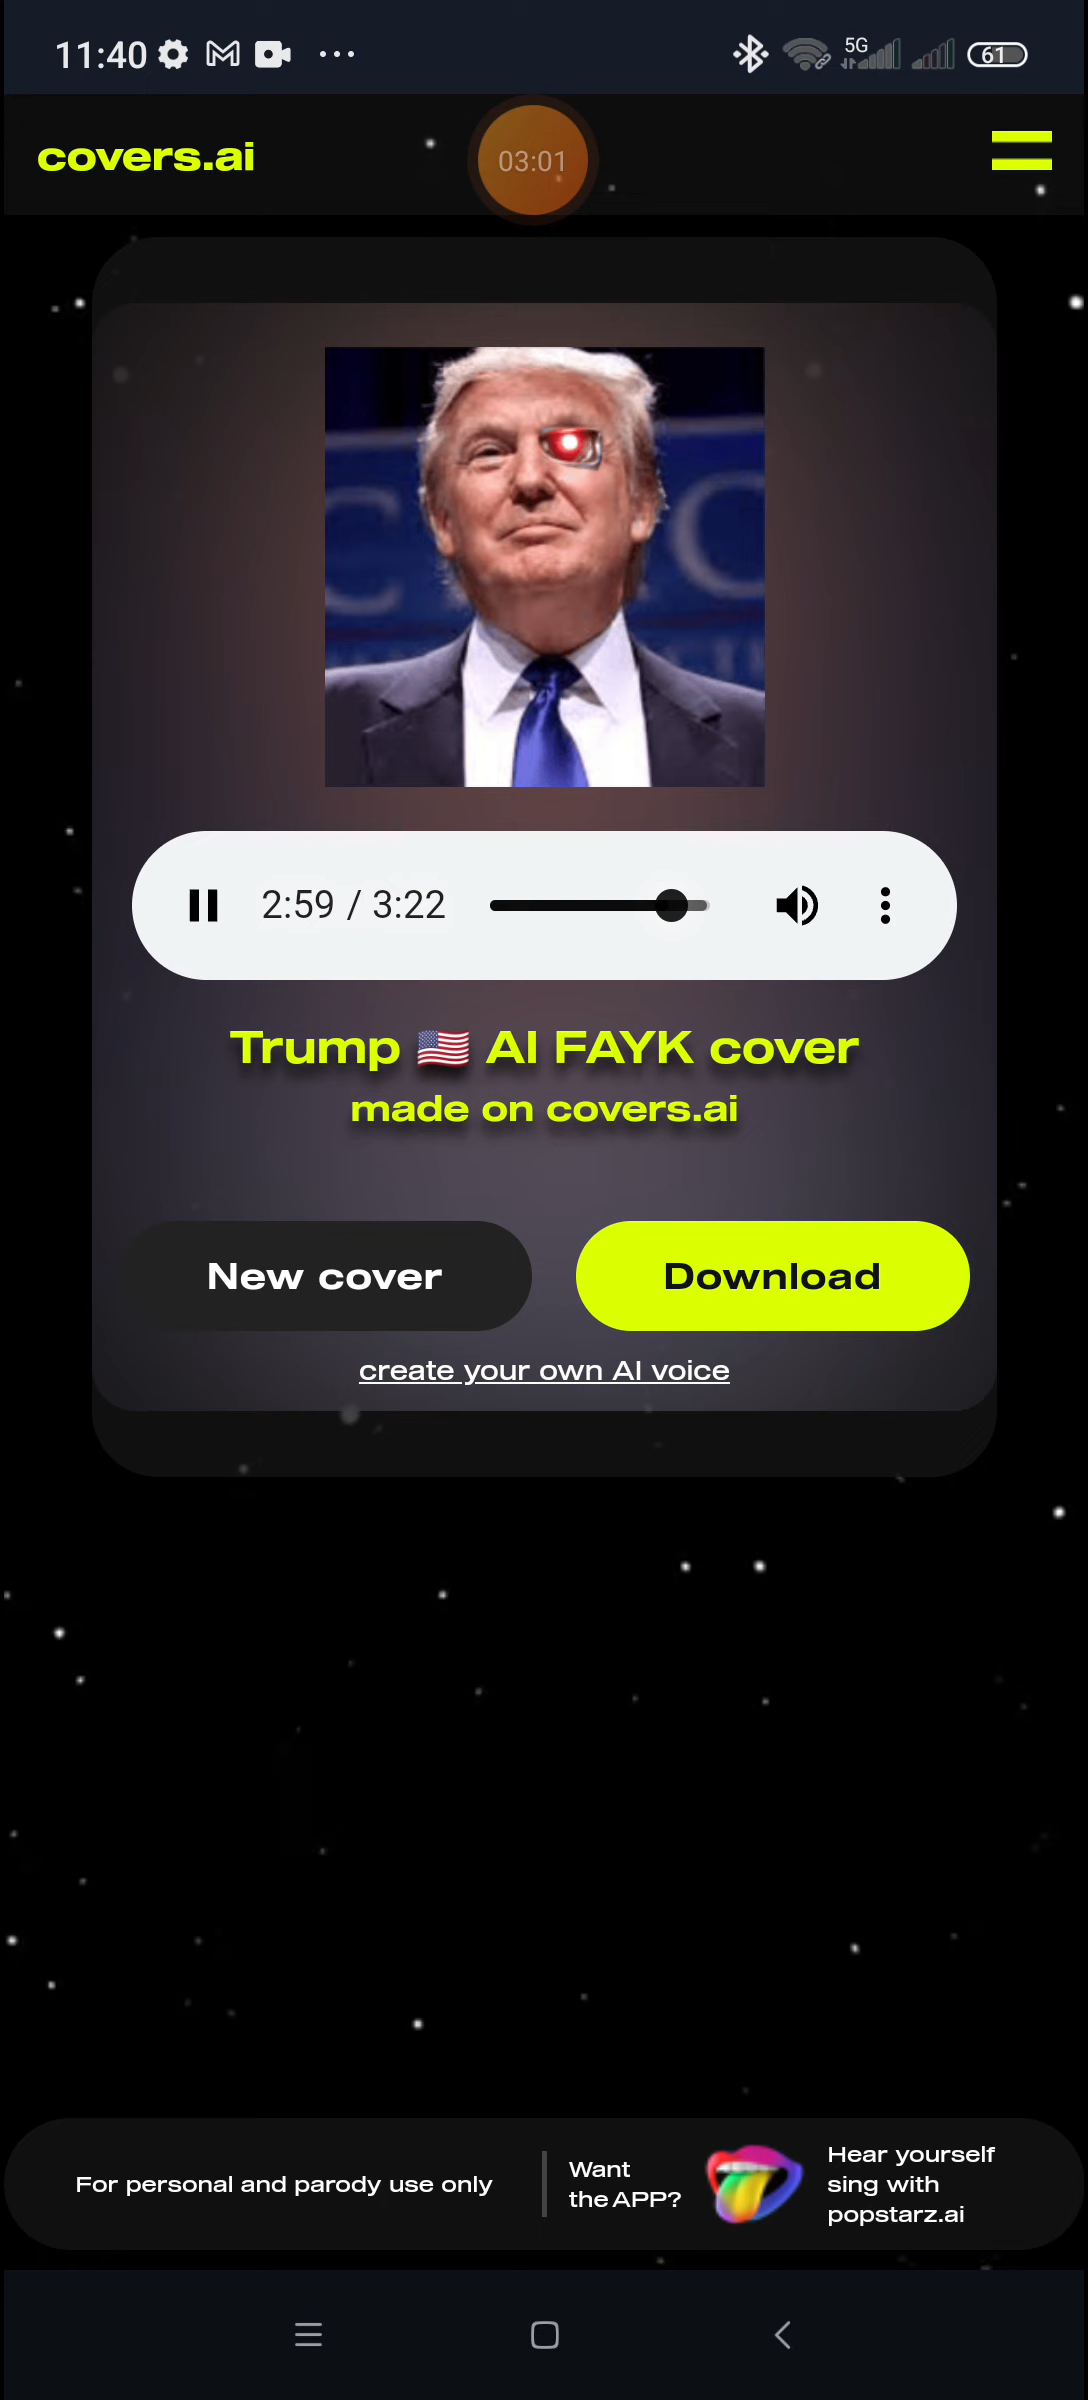 11:40
5G
61
covers.ai
03:01
2:59 / 3:22
Trump 🇺🇸 AI FAYK cover
made on covers.ai
New cover
Download
create your own AI voice
For personal and parody use only
Want
the APP?
Hear yourself
sing with
popstarz.ai